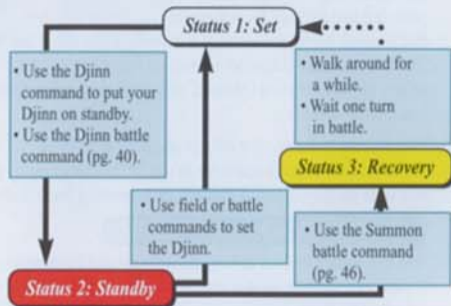 Status 1: Set
• Use the Djinn
command to put your
Djinn on standby.
• Use the Djinn battle
command (pg. 40).
• Walk around for
a while.
• Wait one turn
in battle.
Status 3: Recovery
• Use field or battle
commands to set
the Djinn.
• Use the Summon
battle command
(pg. 46).
Status 2: Standby